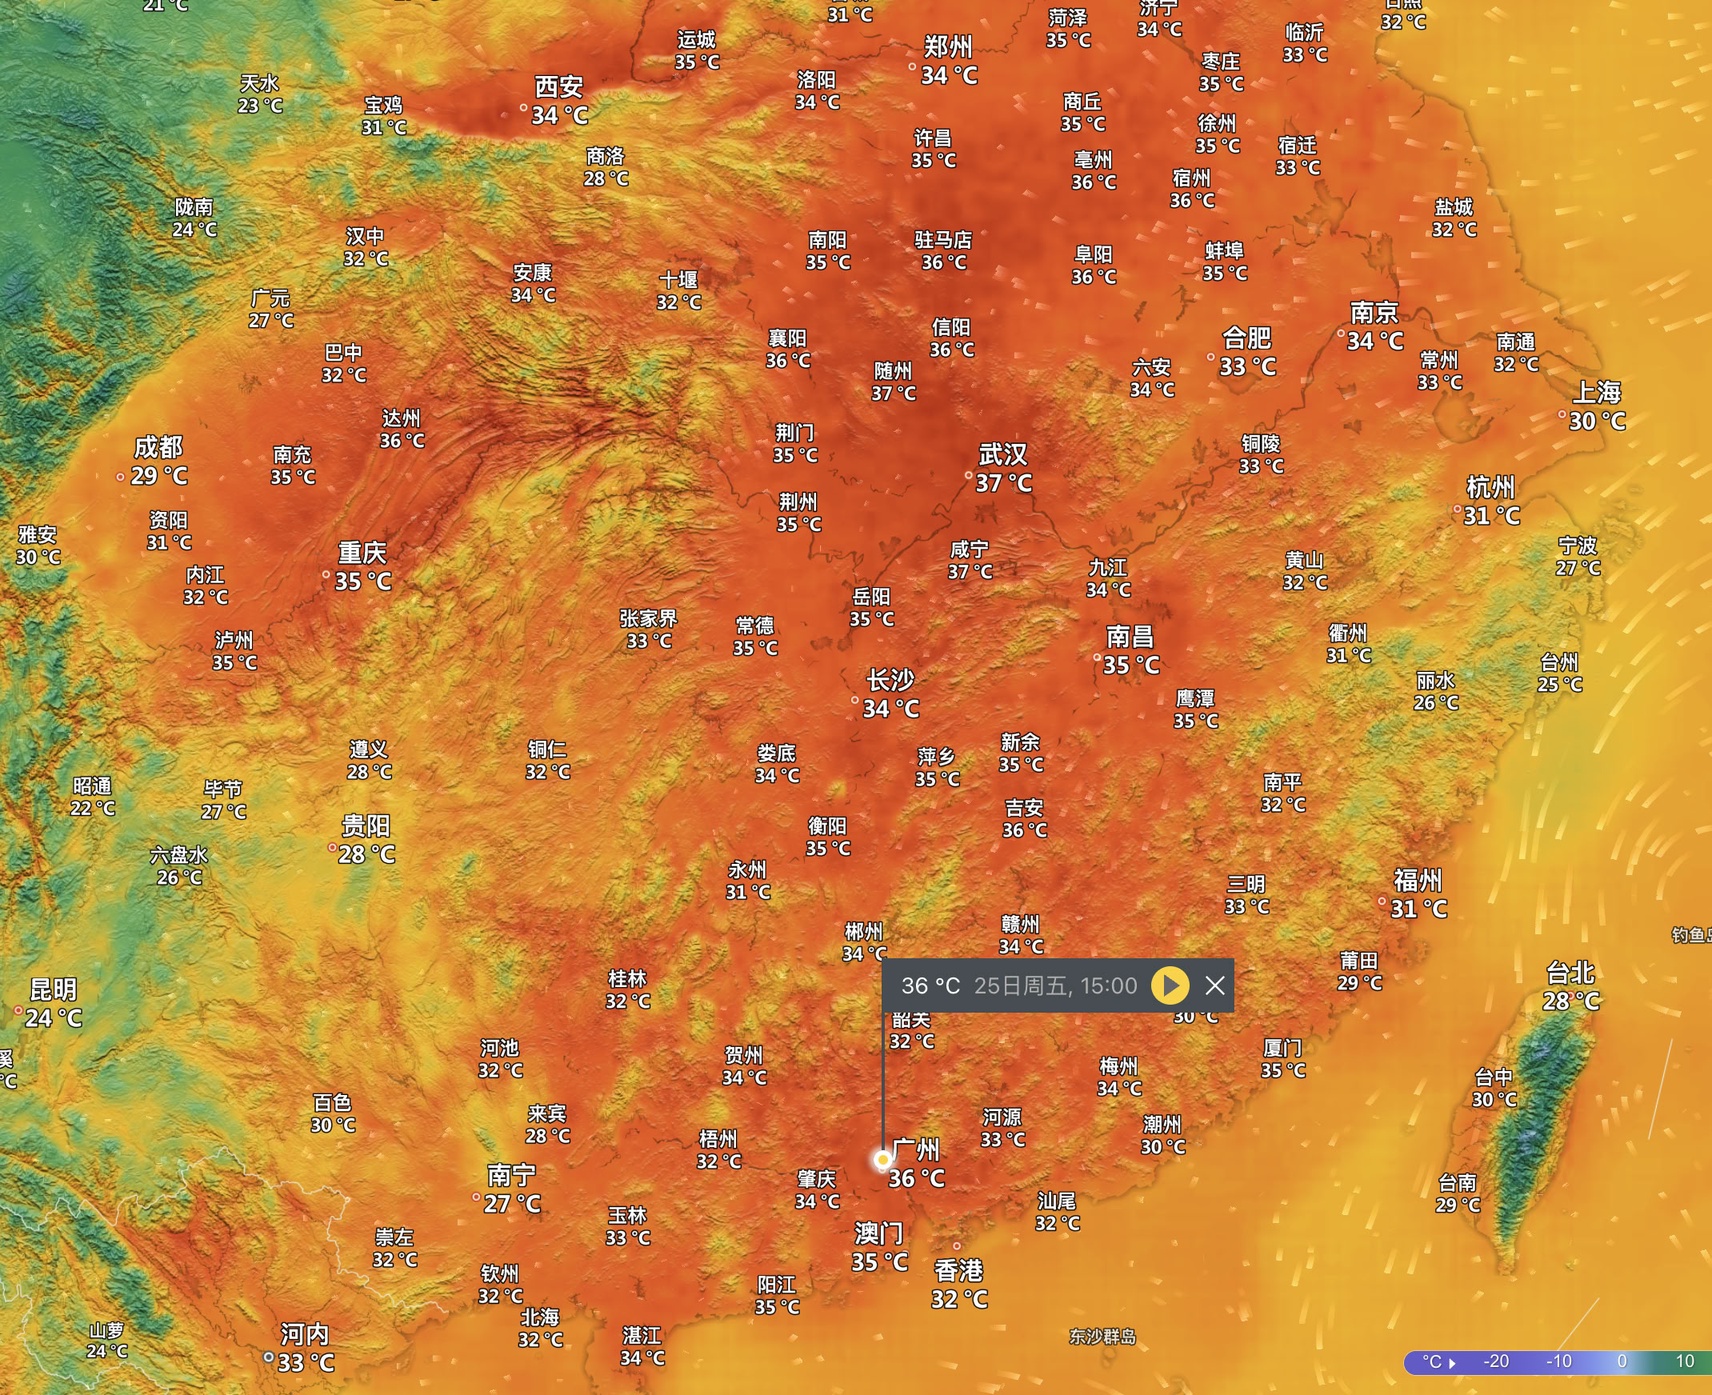 21 °C
31 °C
菏泽
35 °C
济宁
34 °C
日照
32 °C
运城
35 °C
郑州
34 °C
临沂
33 °C
枣庄
35 °C
天水
23 °C
宝鸡
31 °C
西安
34 °C
洛阳
34 °C
商丘
35 °C
徐州
35 °C
许昌
35 °C
宿迁
33 °C
商洛
28 °C
亳州
36 °C
宿州
36 °C
陇南
24 °C
盐城
32 °C
汉中
32 °C
南阳
35 °C
驻马店
36 °C
阜阳
36 °C
蚌埠
35 °C
安康
34 °C
十堰
32 °C
广元
27 °C
南京
34 °C
襄阳
36 °C
信阳
36 °C
合肥
33 °C
南通
32 °C
巴中
32 °C
随州
37 °C
六安
34 °C
常州
33 °C
上海
30 °C
达州
36 °C
成都
29 °C
南充
35 °C
荆门
35 °C
武汉
37 °C
铜陵
33 °C
杭州
31 °C
荆州
35 °C
资阳
31 °C
雅安
30 °C
重庆
35 °C
咸宁
37 °C
九江
34 °C
黄山
32 °C
宁波
27 °C
内江
32 °C
岳阳
35 °C
张家界
33 °C
常德
35 °C
南昌
35 °C
衢州
31 °C
泸州
35 °C
台州
25 °C
长沙
34 °C
丽水
26 °C
鹰潭
35 °C
遵义
28 °C
铜仁
32 °C
娄底
34 °C
萍乡
35 °C
新余
35 °C
昭通
22 °C
毕节
27 °C
南平
32 °C
贵阳
28 °C
衡阳
35 °C
吉安
36 °C
六盘水
26 °C
永州
31 °C
三明
33 °C
福州
31 °C
郴州
34 °C
赣州
34 °C
钓鱼岛
昆明
24 °C
桂林
32 °C
莆田
29 °C
台北
28 °C
36 °C 25日周五, 15:00
30 °C
韶关
32 °C
河池
32 °C
贺州
34 °C
梅州
34 °C
厦门
35 °C
台中
30 °C
百色
30 °C
来宾
28 °C
梧州
32 °C
河源
33 °C
潮州
30 °C
广州
36 °C
南宁
27 °C
肇庆
34 °C
汕尾
32 °C
台南
29 °C
玉林
33 °C
崇左
32 °C
澳门
35 °C
钦州
32 °C
阳江
35 °C
香港
32 °C
北海
32 °C
山萝
24 °C
河内
33 °C
湛江
34 °C
东沙群岛
°C -20 -10 0 10